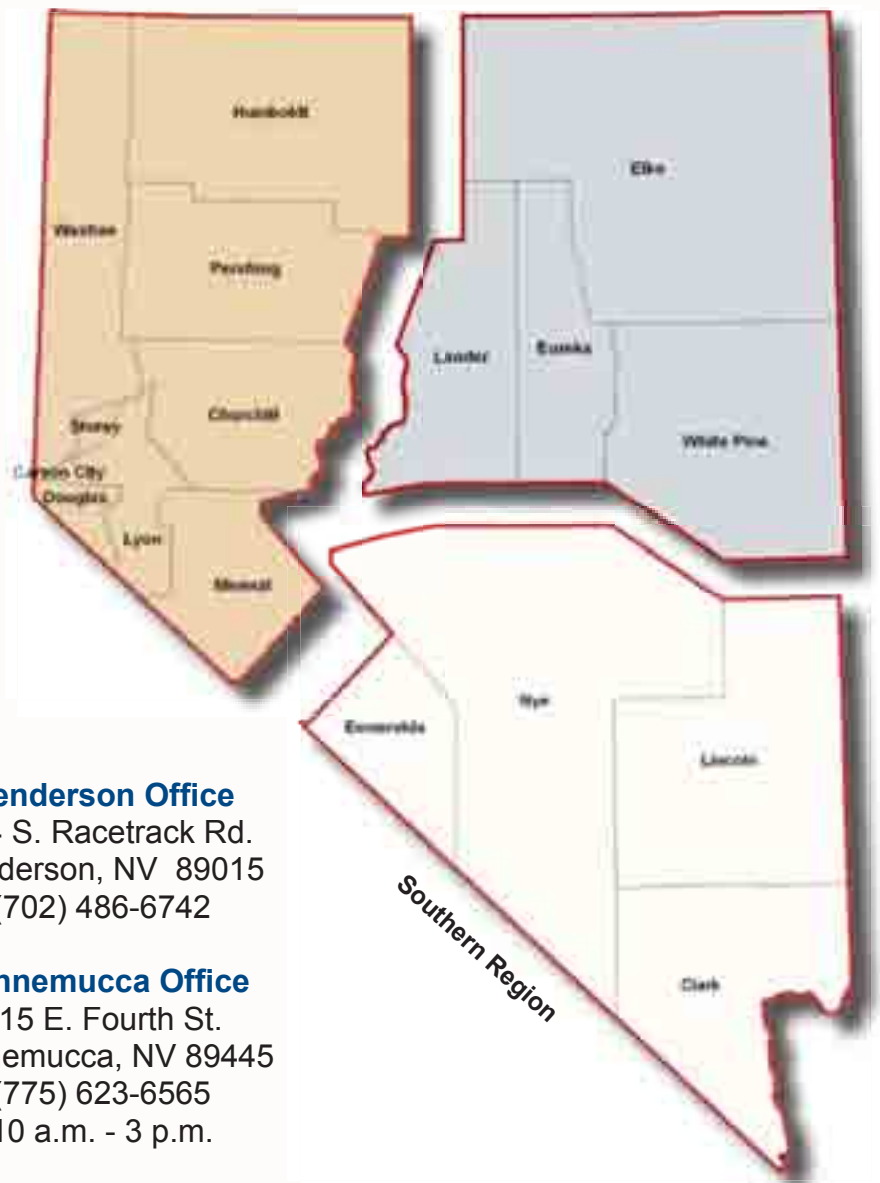 Humboldt
Elko
Washoe
Pershing
Lander
Eureka
Churchill
Storey
White Pine
Carson City
Douglas
Lyon
Mineral
Nye
Esmeralda
Lincoln
Clark
Southern Region
enderson Office
S. Racetrack Rd.
derson, NV 89015
(702) 486-6742
nnemucca Office
15 E. Fourth St.
emucca, NV 89445
(775) 623-6565
10 a.m. - 3 p.m.